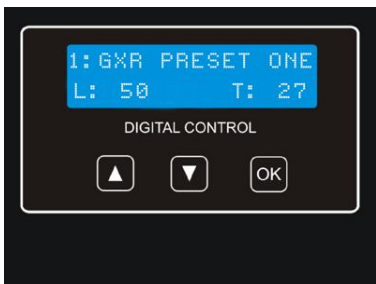 1:GXR PRESET ONE
L: 50 T: 27
DIGITAL CONTROL
OK